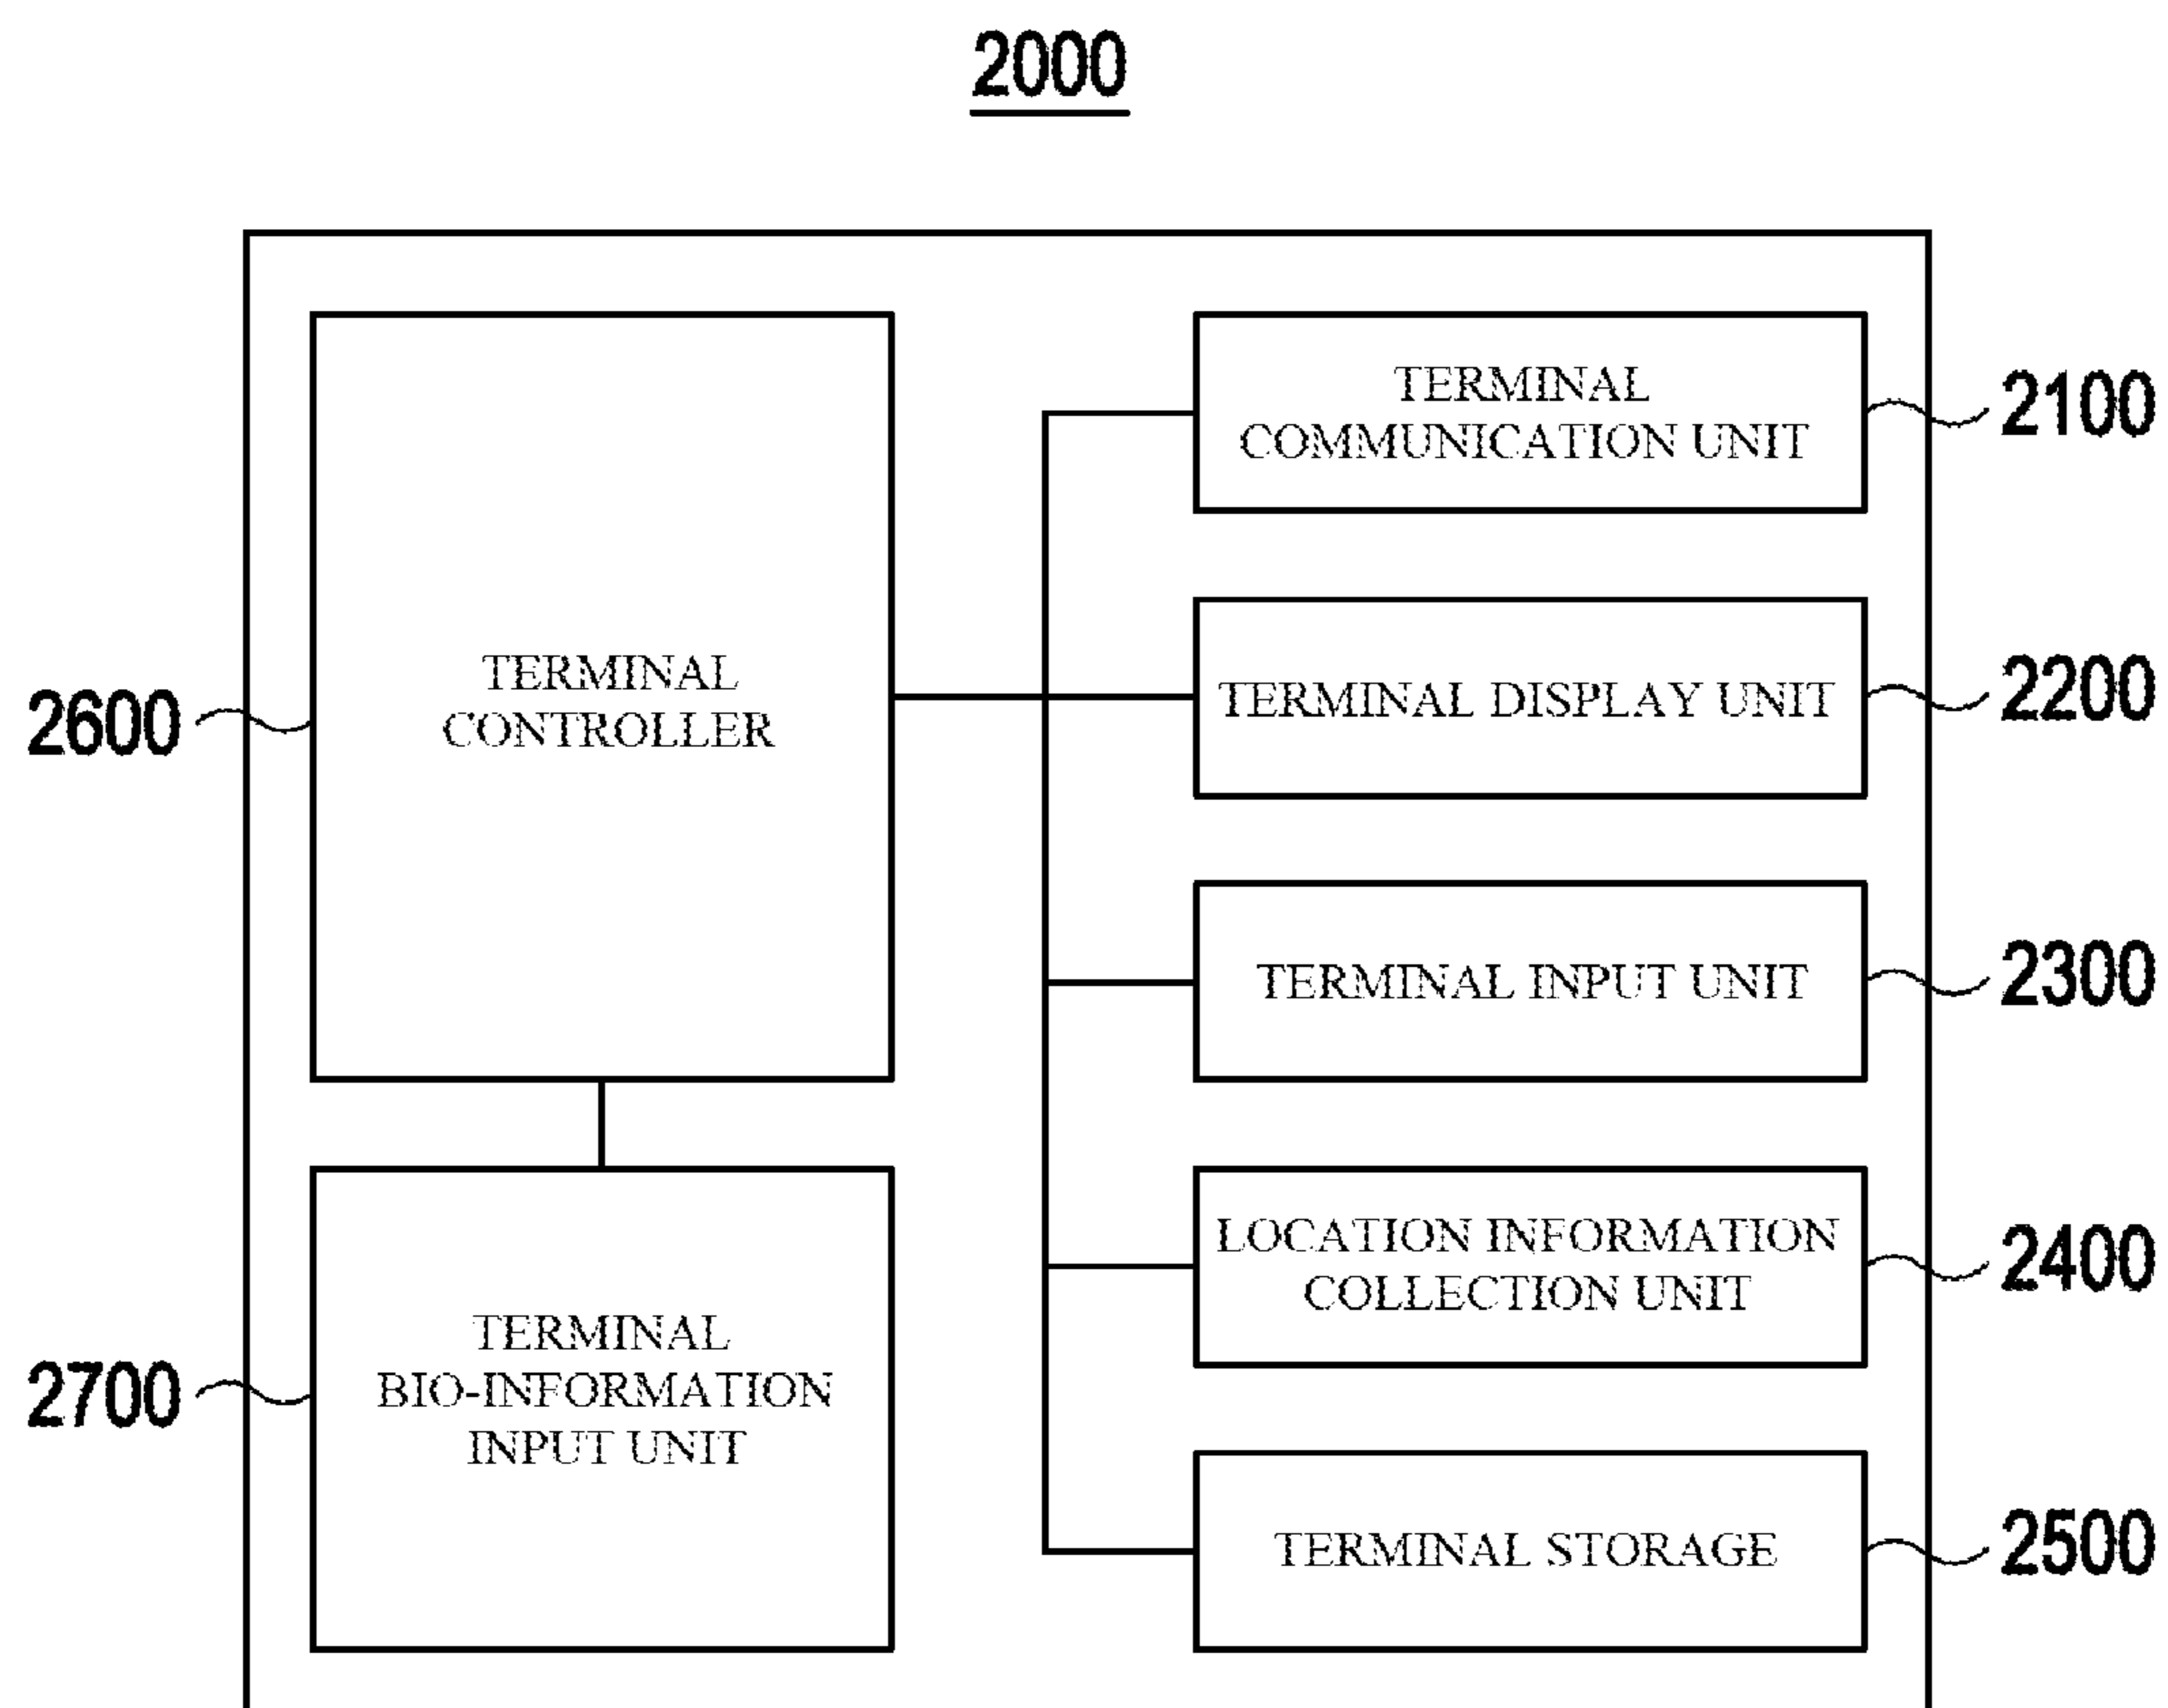 2000
TERMINAL
CONTROLLER
2600
TERMINAL
BIO-INFORMATION
INPUT UNIT
2700
TERMINAL
COMMUNICATION UNIT
2100
TERMINAL DISPLAY UNIT
2200
TERMINAL INPUT UNIT
2300
LOCATION INFORMATION
COLLECTION UNIT
2400
TERMINAL STORAGE
2500